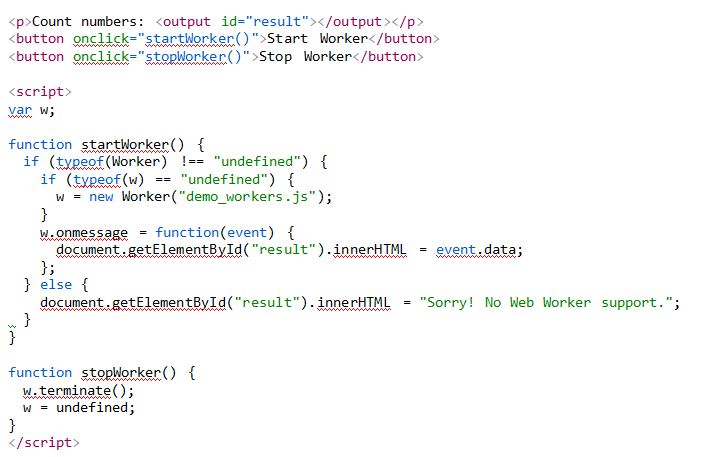 <p>Count numbers: <output id="result"></output></p>
<button onclick="startWorker()">Start Worker</button>
<button onclick="stopWorker()">Stop Worker</button>
<script>
var w;
function startWorker() {
if (typeof(Worker) !== "undefined") {
if (typeof(w) == "undefined") {
w = new Worker("demo_workers.js");
}
w.onmessage = function(event) {
document.getElementById("result").innerHTML = event.data;
};
} else {
document.getElementById("result").innerHTML = "Sorry! No Web Worker support.";
}
}
function stopWorker() {
w.terminate();
w = undefined;
}
</script>